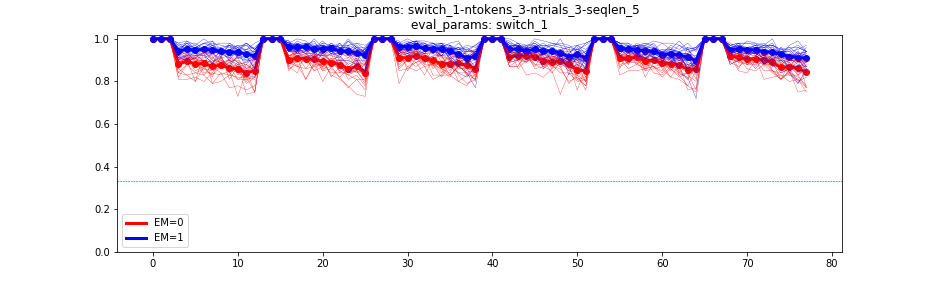 train_params: switch_1-ntokens_3-ntrials_3-seqlen_5
eval_params: switch_1
1.0
0.8
0.6
0.4
0.2
0.0
EM=0
EM=1
0 10 20 30 40 50 60 70 80